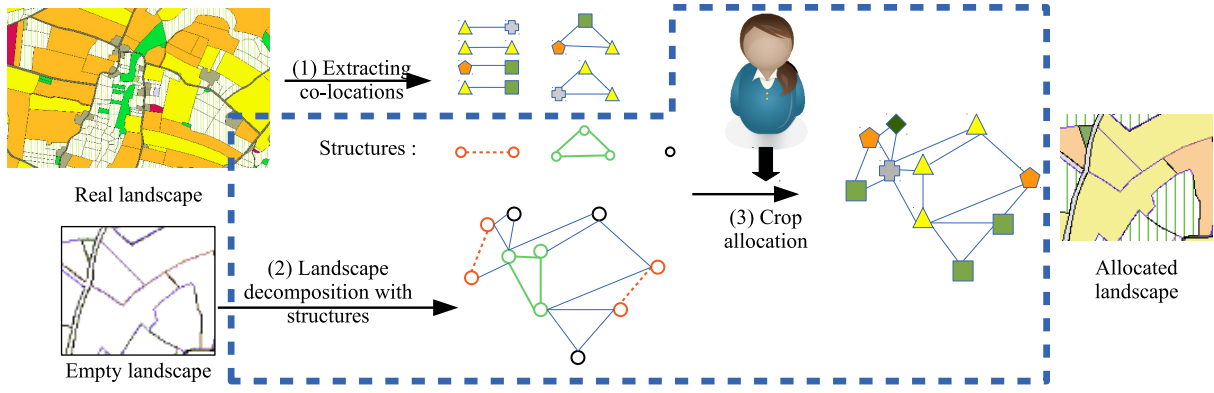 (1) Extracting
co-locations
Structures :
Real landscape
(2) Landscape
decomposition with
structures
Empty landscape
(3) Crop
allocation
Allocated
landscape